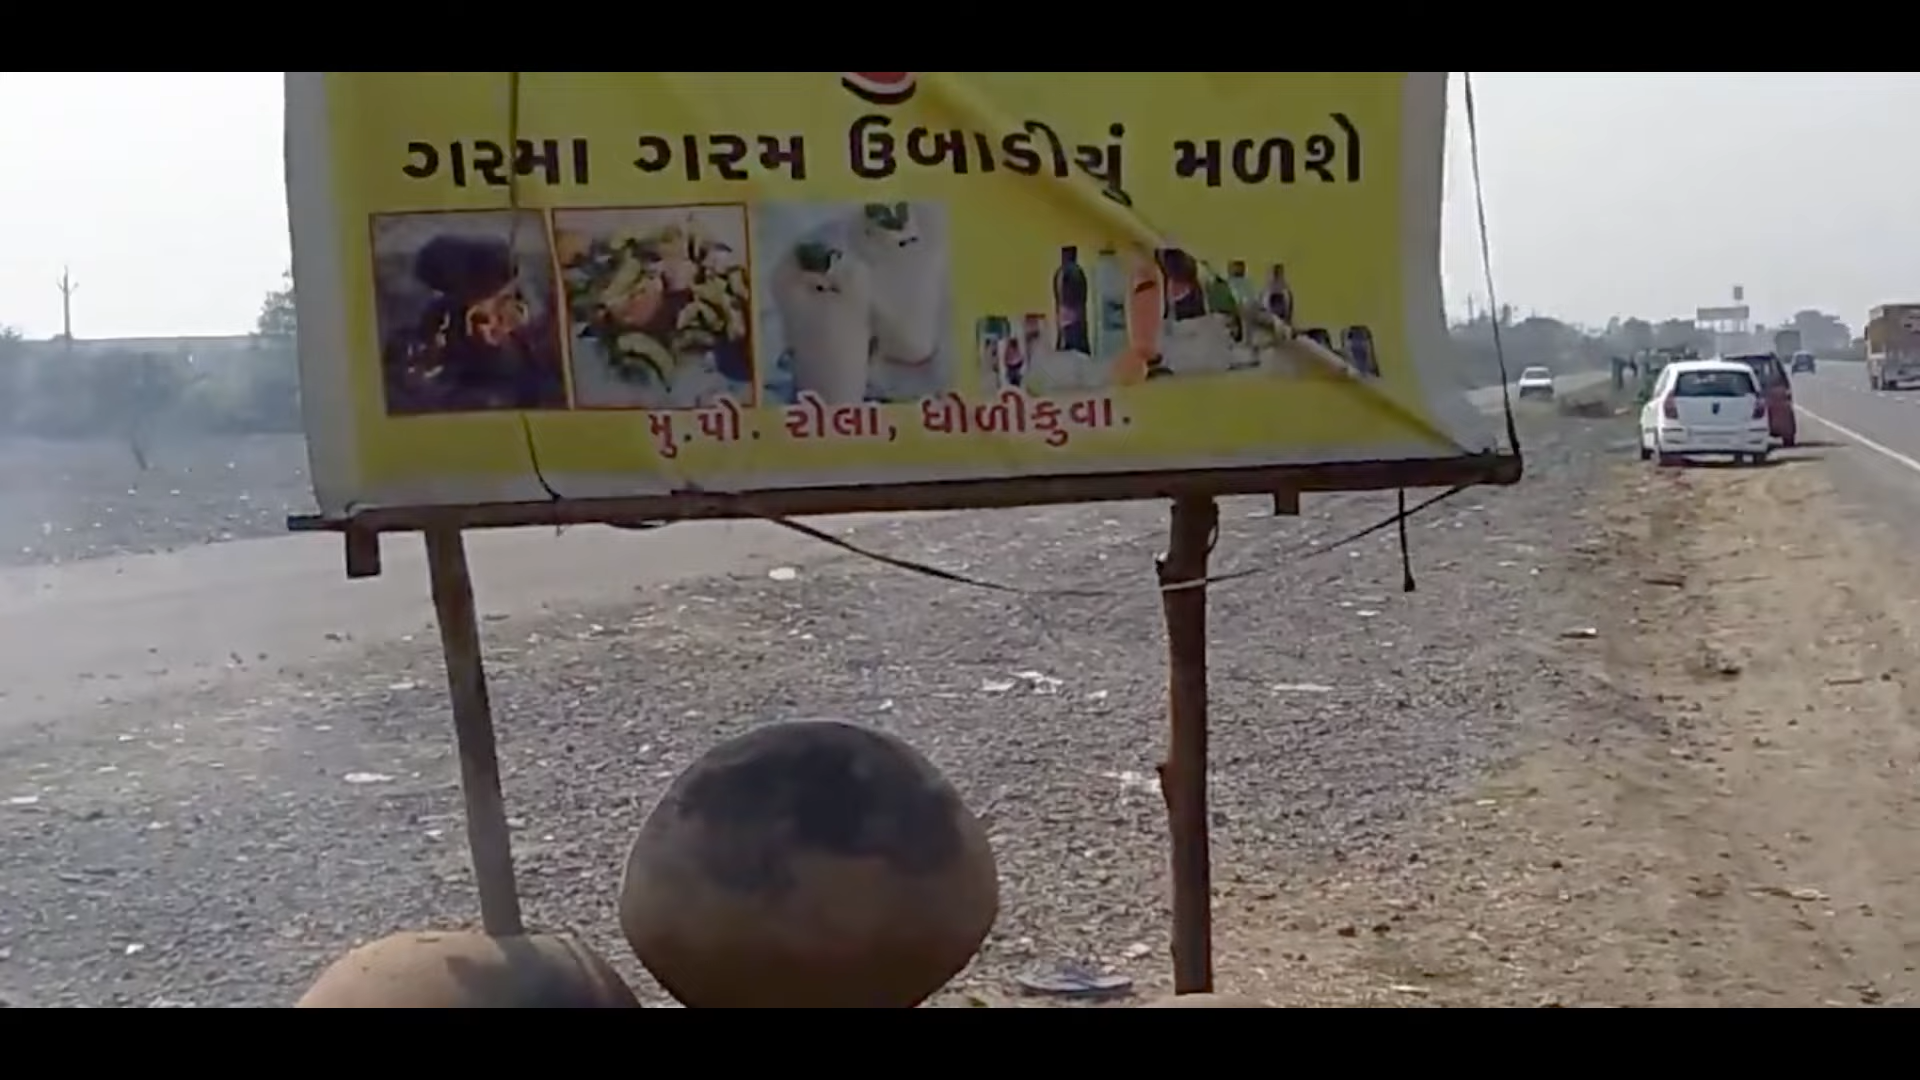 ગરમા ગરમ ઉબાડીયું મળશે
મુ.પો. રોલા, ધોળીકુવા.